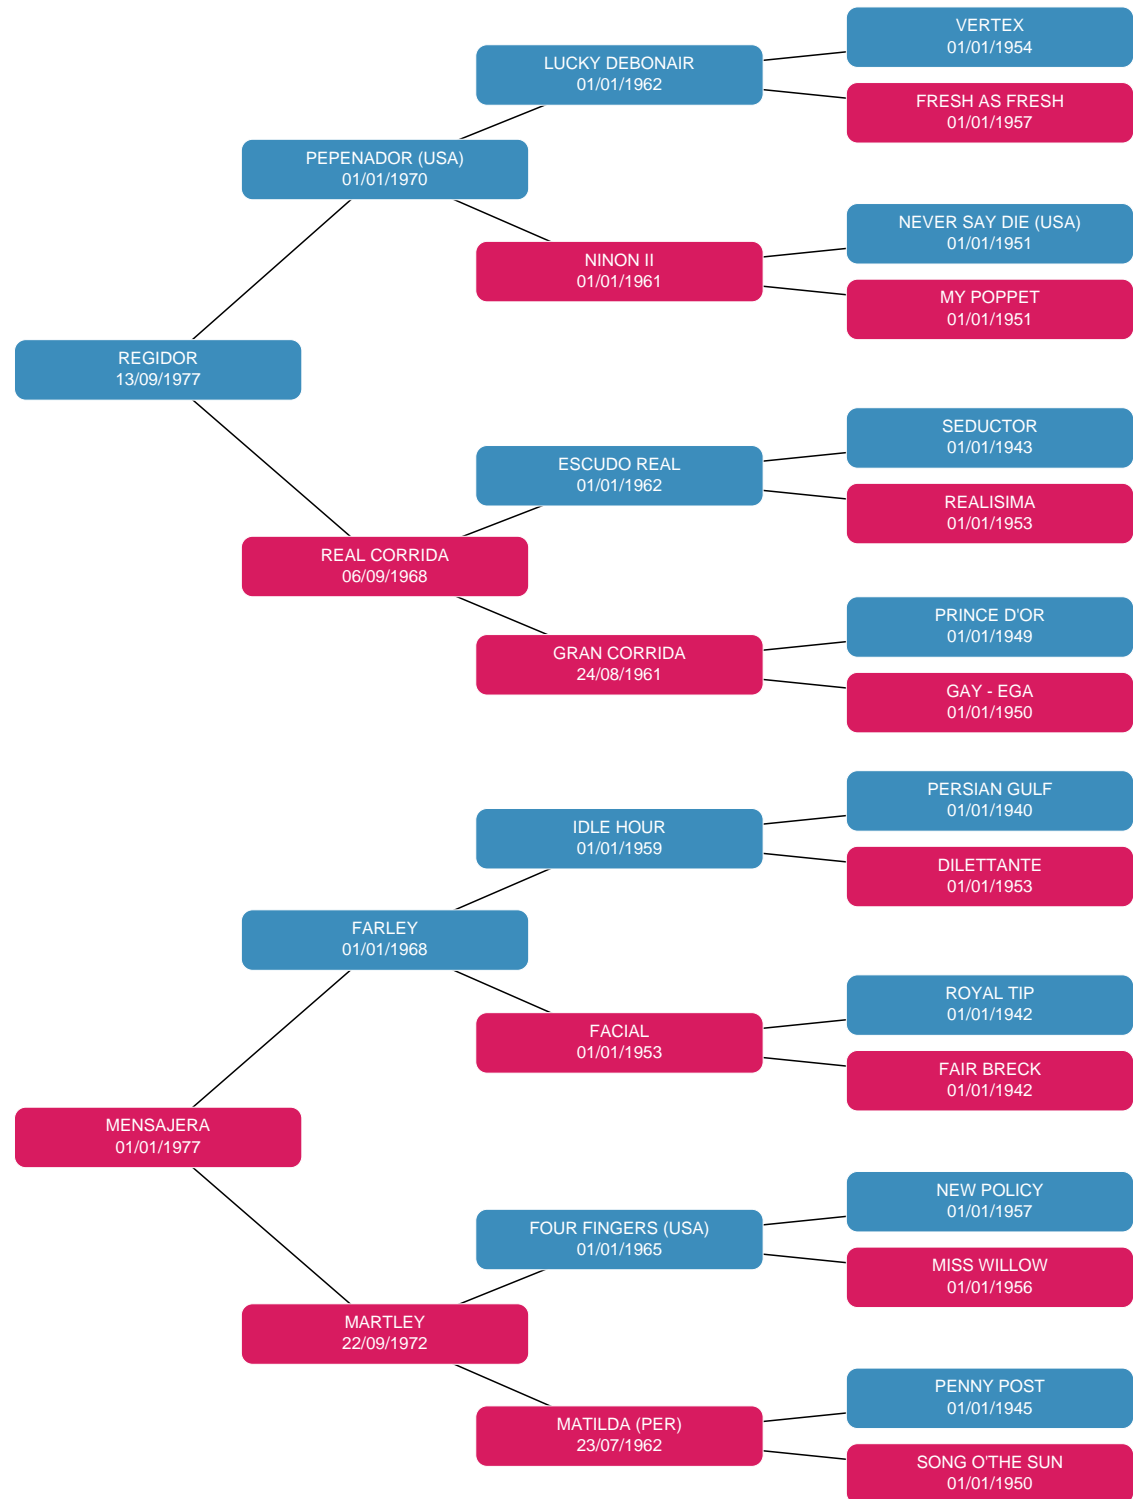 VERTEX
01/01/1954
LUCKY DEBONAIR
01/01/1962
FRESH AS FRESH
01/01/1957
PEPENADOR (USA)
01/01/1970
NEVER SAY DIE (USA)
01/01/1951
NINON II
01/01/1961
MY POPPET
01/01/1951
REGIDOR
13/09/1977
SEDUCTOR
01/01/1943
ESCUDO REAL
01/01/1962
REALISIMA
01/01/1953
REAL CORRIDA
06/09/1968
PRINCE D'OR
01/01/1949
GRAN CORRIDA
24/08/1961
GAY - EGA
01/01/1950
PERSIAN GULF
01/01/1940
IDLE HOUR
01/01/1959
DILETTANTE
01/01/1953
FARLEY
01/01/1968
ROYAL TIP
01/01/1942
FACIAL
01/01/1953
FAIR BRECK
01/01/1942
MENSAJERA
01/01/1977
NEW POLICY
01/01/1957
FOUR FINGERS (USA)
01/01/1965
MISS WILLOW
01/01/1956
MARTLEY
22/09/1972
PENNY POST
01/01/1945
MATILDA (PER)
23/07/1962
SONG O'THE SUN
01/01/1950